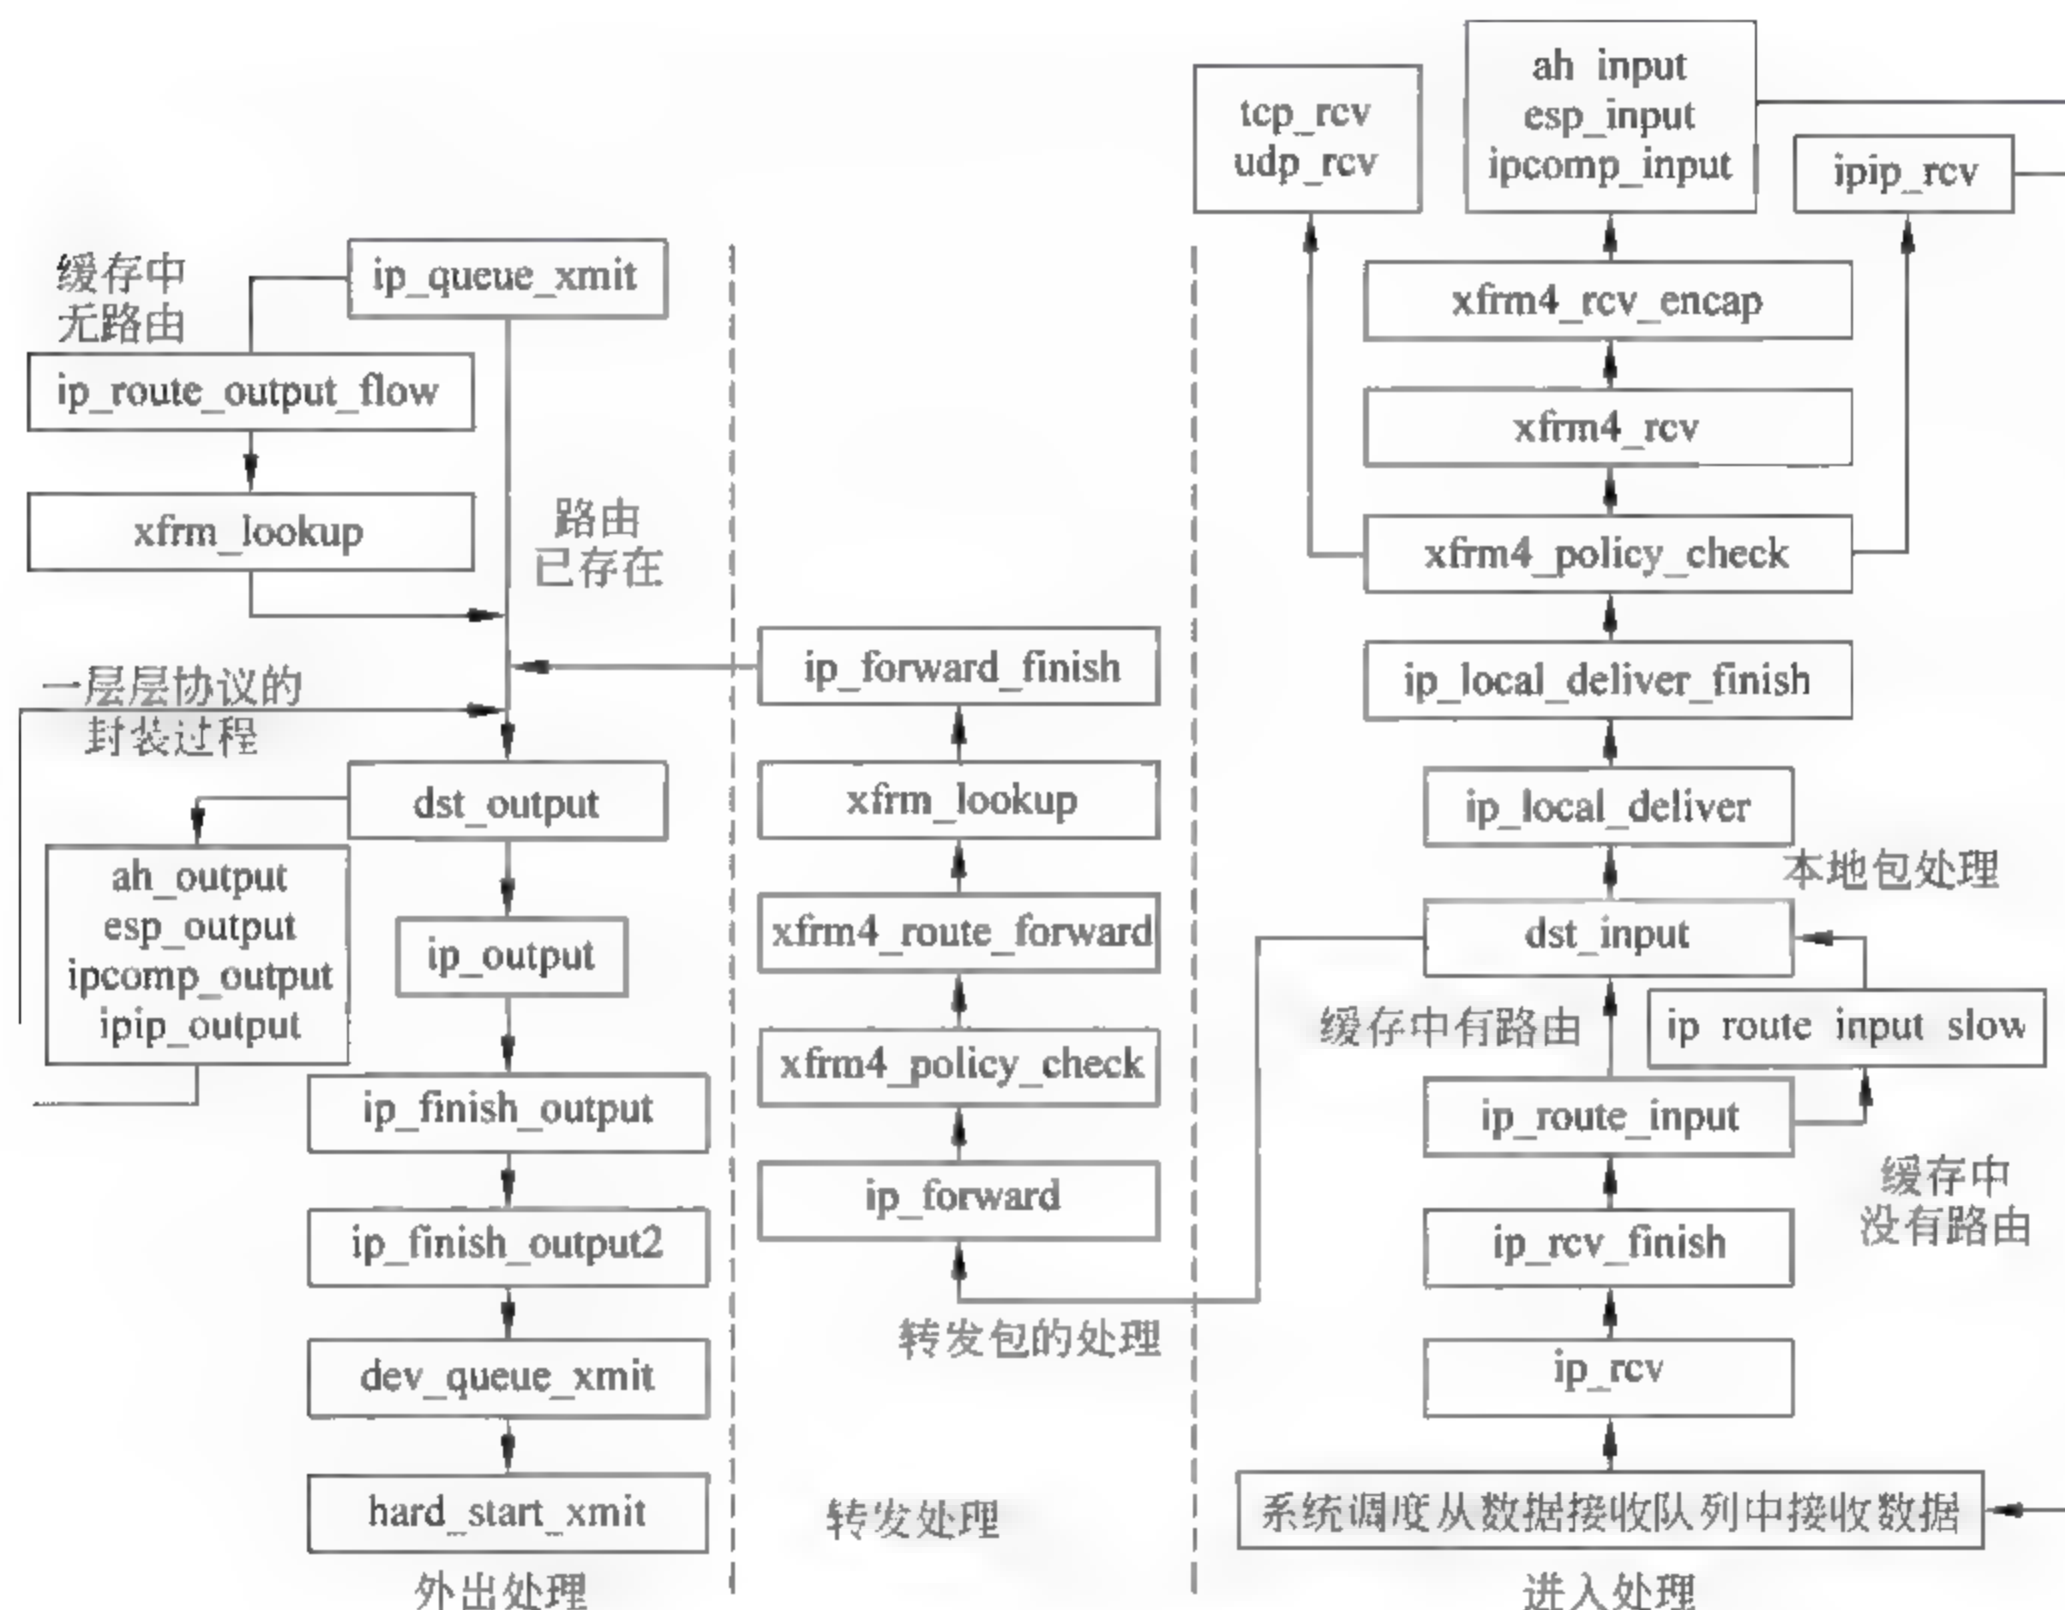 缓存中
无路由
ip_queue_xmit
ip_route_output_flow
xfrm_lookup
路由
已存在
一层层协议的
封装过程
dst_output
ah_output
esp_output
ipcomp_output
ipip_output
ip_output
ip_finish_output
ip_finish_output2
dev_queue_xmit
hard_start_xmit
外出处理
ip_forward_finish
xfrm_lookup
xfrm4_route_forward
xfrm4_policy_check
ip_forward
转发包的处理
转发处理
tcp_rcv
udp_rcv
ah_input
esp_input
ipcomp_input
ipip_rcv
xfrm4_rcv_encap
xfrm4_rcv
xfrm4_policy_check
ip_local_deliver_finish
ip_local_deliver
本地包处理
dst_input
缓存中有路由
ip route input slow
ip_route_input
缓存中
没有路由
ip_rcv_finish
ip_rcv
系统调度从数据接收队列中接收数据
进入处理